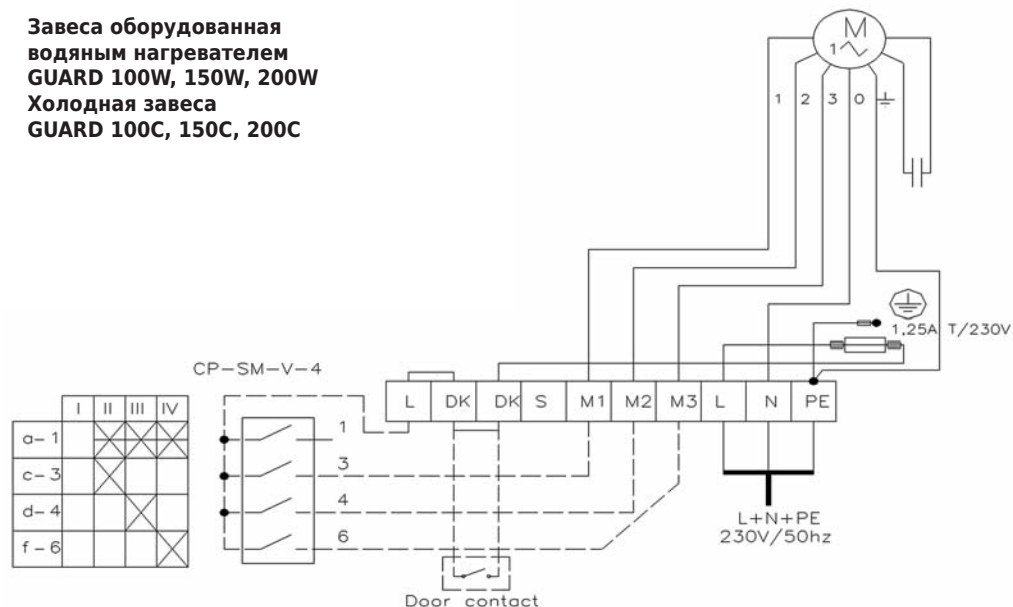 Завеса оборудованная
водяным нагревателем
GUARD 100W, 150W, 200W
Холодная завеса
GUARD 100C, 150C, 200C
M
1
1 2 3 0
1,25A T/230V
CP-SM-V-4
L DK DK S M1 M2 M3 L N PE
I II III IV
a-1
c-3
d-4
f-6
1
3
4
6
L+N+PE
230V/50hz
Door contact